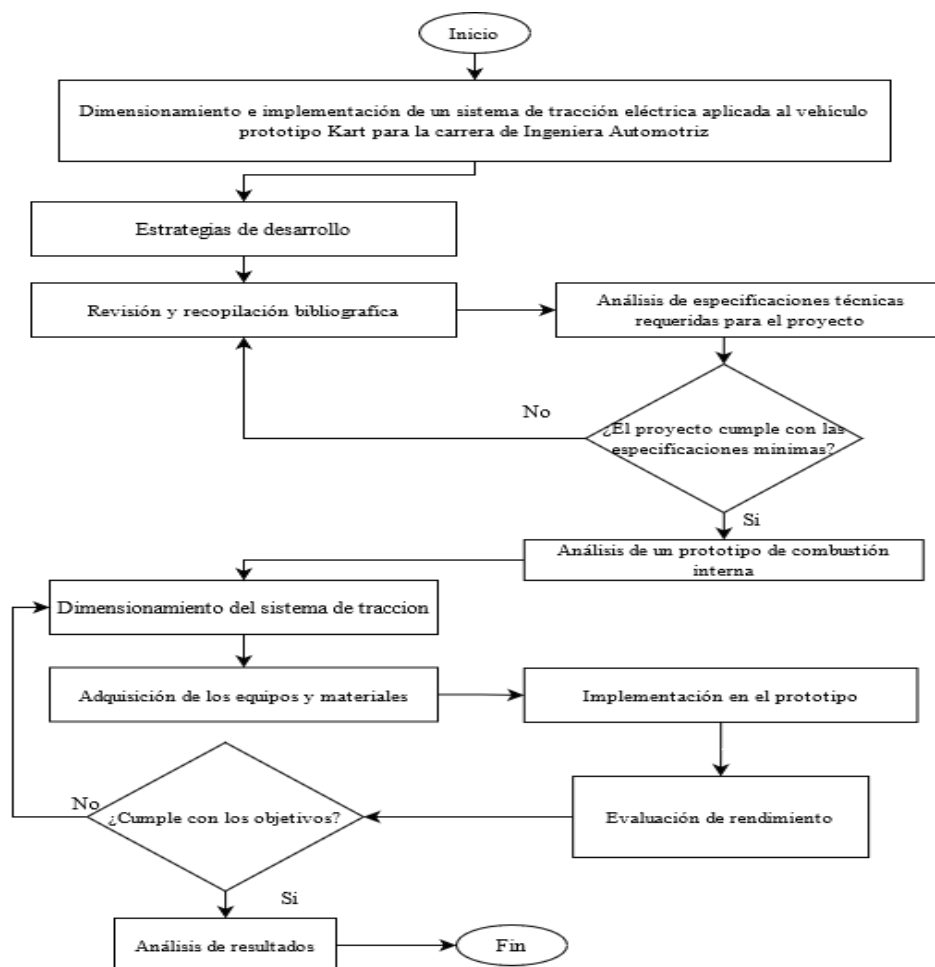 Inicio
Dimensionamiento e implementación de un sistema de tracción eléctrica aplicada al vehículo
prototipo Kart para la carrera de Ingeniera Automotriz
Estrategias de desarrollo
Revisión y recopilación bibliografica
Análisis de especificaciones técnicas
requeridas para el proyecto
No
¿El proyecto cumple con las
especificaciones minimas?
Si
Análisis de un prototipo de combustión
interna
Dimensionamiento del sistema de traccion
Adquisición de los equipos y materiales
Implementación en el prototipo
No
¿Cumple con los objetivos?
Evaluación de rendimiento
Si
Análisis de resultados
Fin